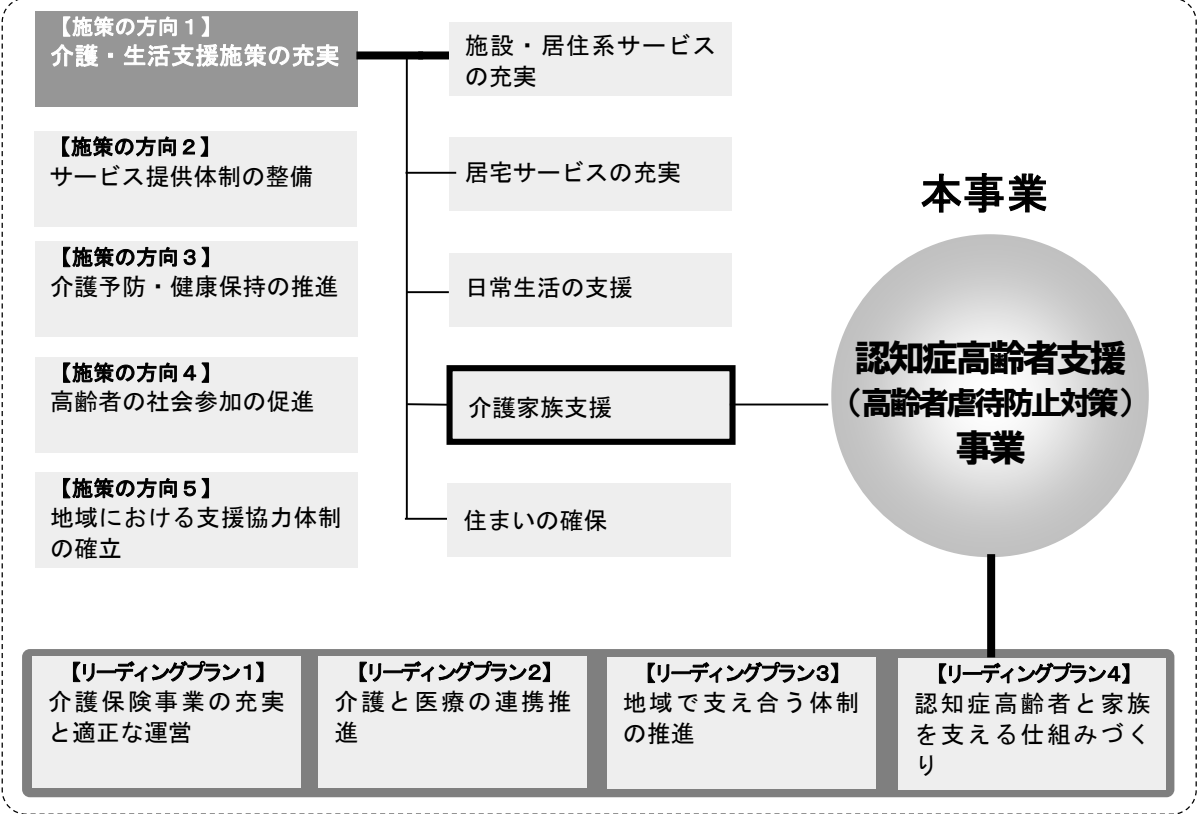 【施策の方向１】
介護・生活支援施策の充実
【施策の方向２】
サービス提供体制の整備
【施策の方向３】
介護予防・健康保持の推進
【施策の方向４】
高齢者の社会参加の促進
【施策の方向５】
地域における支援協力体制
の確立
施設・居住系サービス
の充実
居宅サービスの充実
日常生活の支援
介護家族支援
住まいの確保
本事業
認知症高齢者支援
（高齢者虐待防止対策）
事業
【リーディングプラン1】
介護保険事業の充実
と適正な運営
【リーディングプラン2】
介護と医療の連携推
進
【リーディングプラン3】
地域で支え合う体制
の推進
【リーディングプラン4】
認知症高齢者と家族
を支える仕組みづく
り